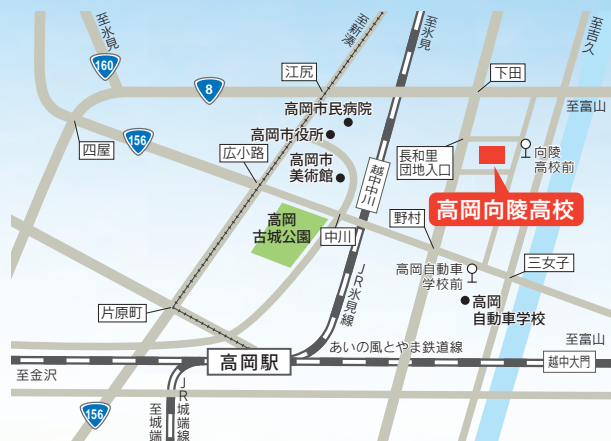 至氷見
至新湊
至氷見
至吉久
160
8
江尻
下田
至富山
高岡市民病院
高岡市役所
156
四屋
広小路
高岡市
美術館
越中中川
長和里
団地入口
向陵
高校前
高岡向陵高校
高岡
古城公園
中川
野村
三女子
高岡自動車
学校前
高岡
自動車学校
片原町
JR氷見線
あいの風とやま鉄道線
至富山
高岡駅
越中大門
至金沢
156
至城端
JR城端線